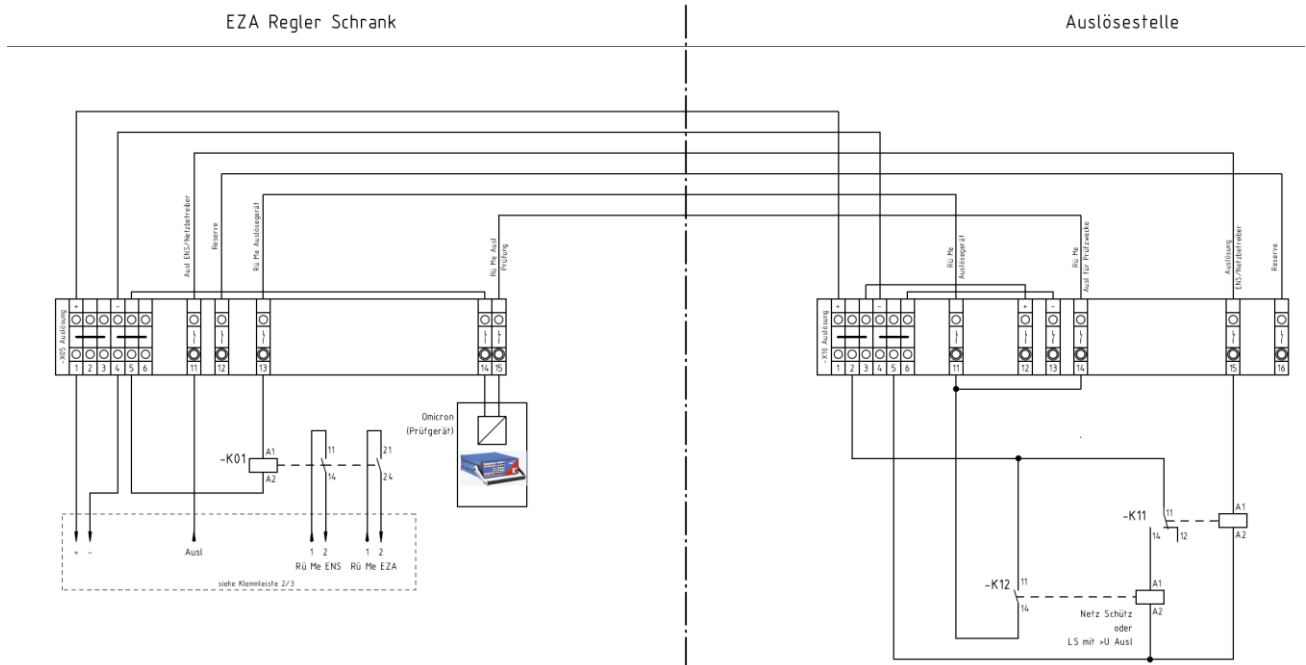 EZA Regler Schrank
Auslösestelle
Ausl ENS/Netzbetreiber
Reserve
Rü Me Auslösegerät
Rü Me Ausl
Prüfung
Rü Me
Auslösegerät
Rü Me
Ausl für Prüfzwecke
Auslösung
ENS/Netzbetreiber
Reserve
-X05 Auslösung
+
-
1 2 3 4 5 6 11 12 13 14 15
-X10 Auslösung
+
-
+
-
1 2 3 4 5 6 11 12 13 14 15 16
Omicron
(Prüfgerät)
-K01
A1
A2
11
14
21
24
+ -
Ausl
1 2
Rü Me ENS
1 2
Rü Me EZA
siehe Klemmleiste 2/3
-K11
11
14
12
A1
A2
-K12
11
14
A1
A2
Netz Schütz
oder
LS mit >U Ausl